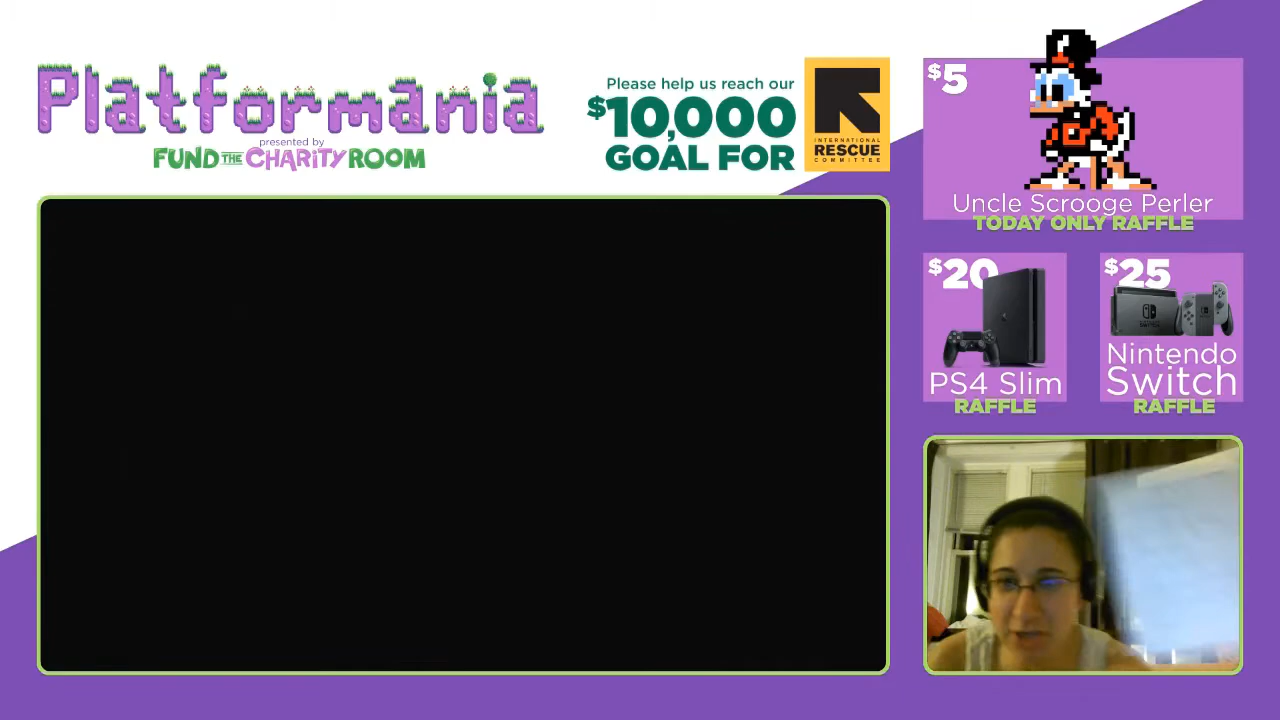 Platformania
presented by
FUND THE CHARITY ROOM
Please help us reach our
$10,000
GOAL FOR
INTERNATIONAL
RESCUE
COMMITTEE
$5
Uncle Scrooge Perler
TODAY ONLY RAFFLE
$20
PS4 Slim
RAFFLE
$25
Nintendo
Switch
RAFFLE